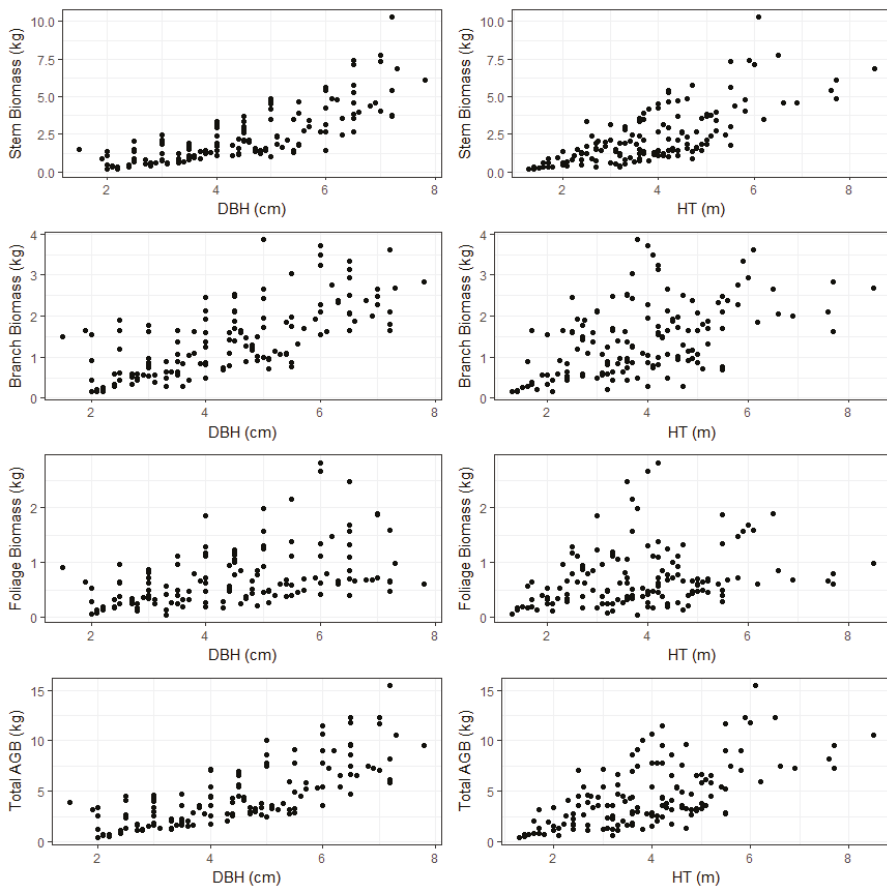 10.0
7.5
5.0
2.5
0.0
Stem Biomass (kg)
2 4 6 8
DBH (cm)
10.0
7.5
5.0
2.5
0.0
Stem Biomass (kg)
2 4 6 8
HT (m)
4
3
2
1
0
Branch Biomass (kg)
2 4 6 8
DBH (cm)
4
3
2
1
0
Branch Biomass (kg)
2 4 6 8
HT (m)
2
1
0
Foliage Biomass (kg)
2 4 6 8
DBH (cm)
2
1
0
Foliage Biomass (kg)
2 4 6 8
HT (m)
15
10
5
0
Total AGB (kg)
2 4 6 8
DBH (cm)
15
10
5
0
Total AGB (kg)
2 4 6 8
HT (m)